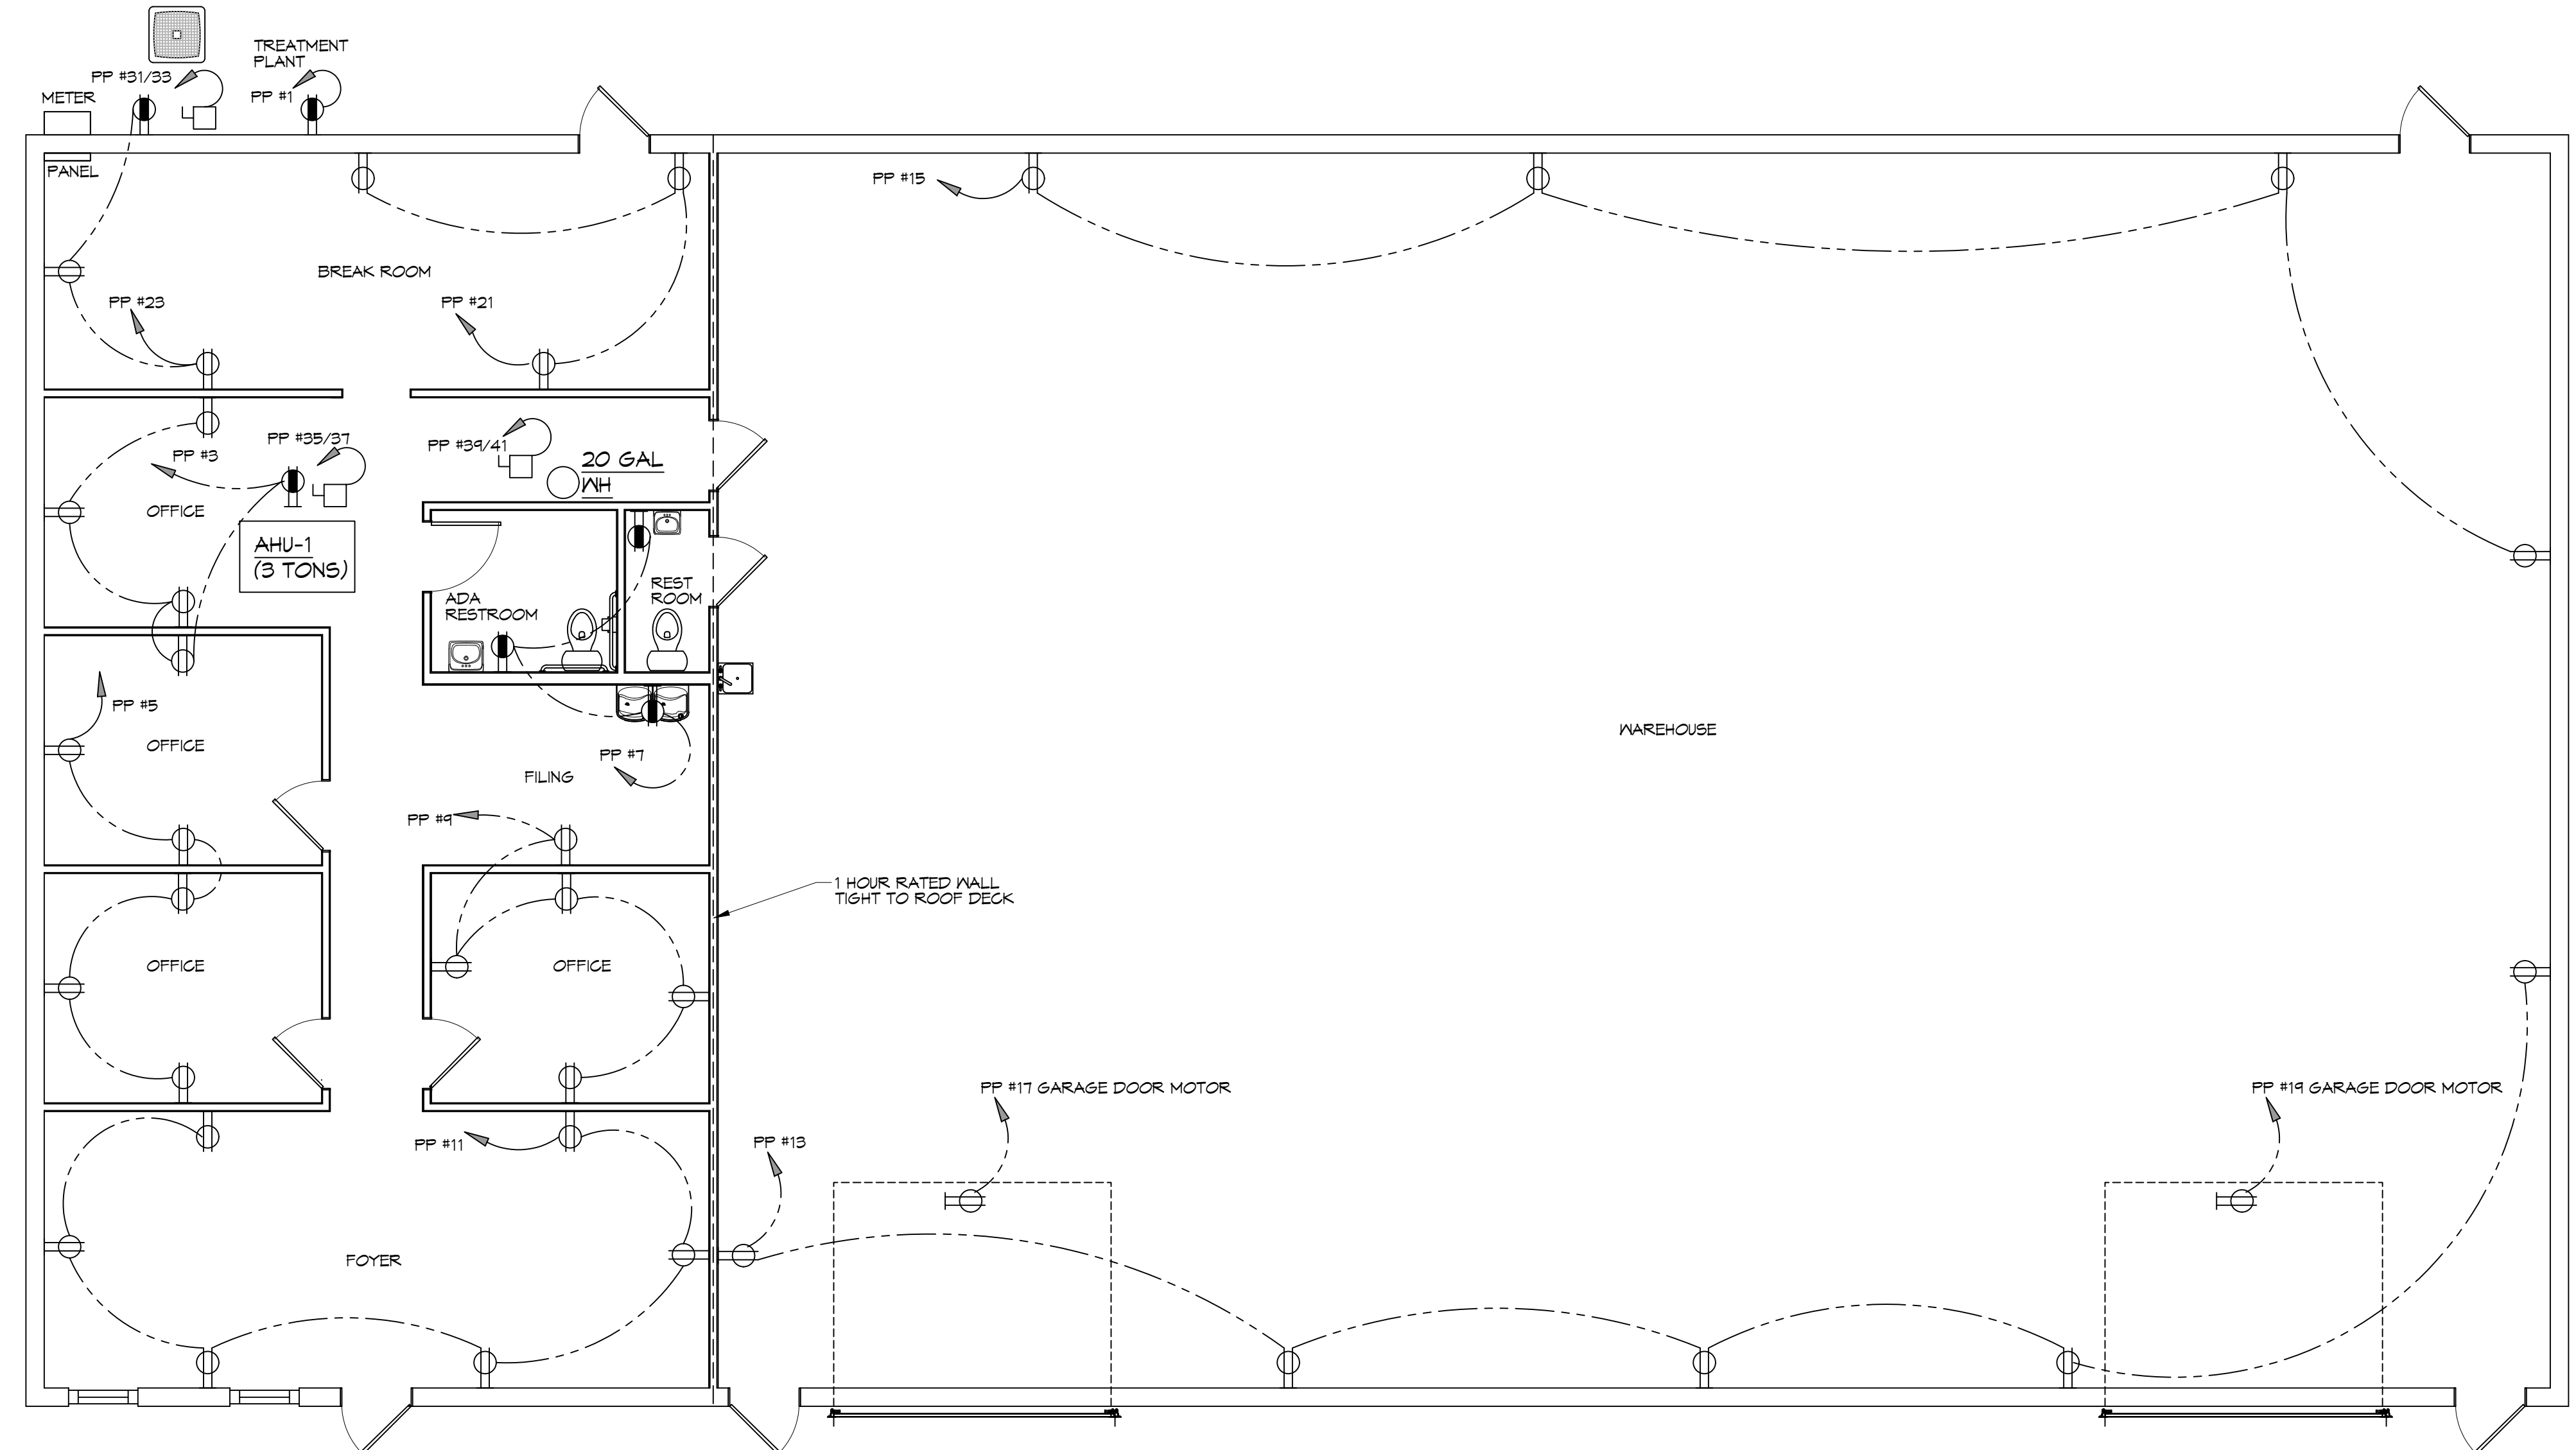 TREATMENT
PLANT
PP #31/33
PP #1
METER
PANEL
PP #15
BREAK ROOM
PP #23
PP #21
PP #35/37
PP #39/41
PP #3
20 GAL
WH
OFFICE
AHU-1
(3 TONS)
REST
ROOM
ADA
RESTROOM
PP #5
OFFICE
PP #7
WAREHOUSE
FILING
PP #9
1 HOUR RATED WALL
TIGHT TO ROOF DECK
OFFICE
OFFICE
PP #17 GARAGE DOOR MOTOR
PP #19 GARAGE DOOR MOTOR
PP #11
PP #13
FOYER